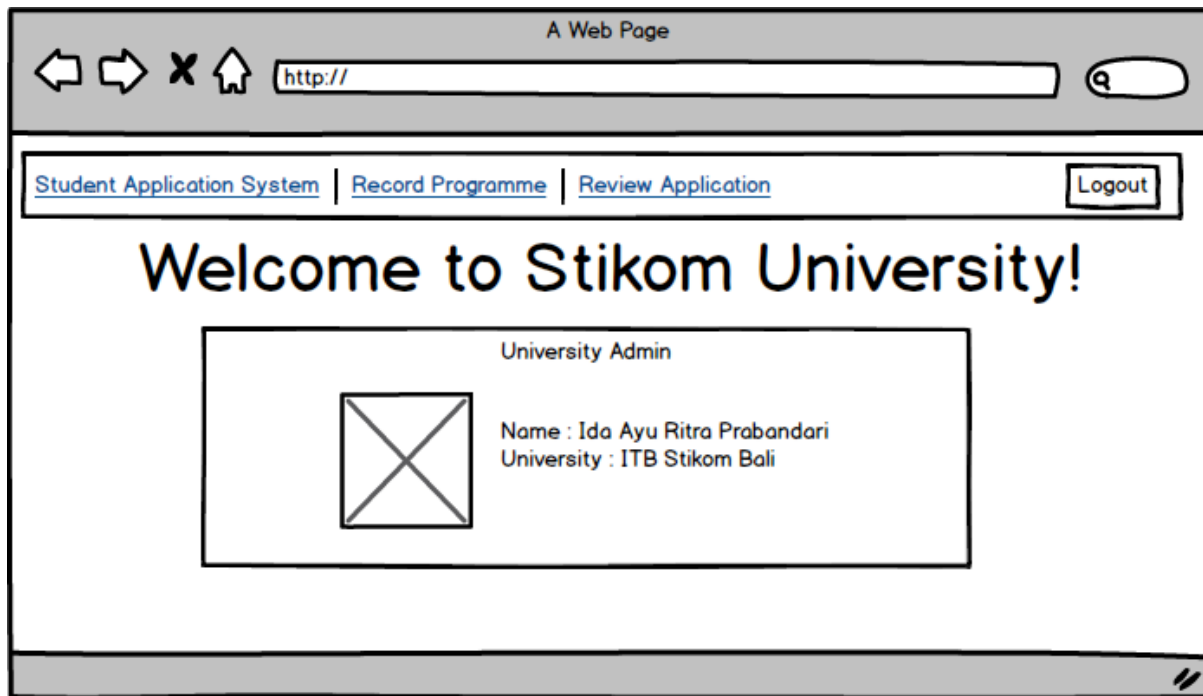 A Web Page
http://
Student Application System | Record Programme | Review Application Logout
Welcome to Stikom University!
University Admin
Name : Ida Ayu Ritra Prabandari
University : ITB Stikom Bali